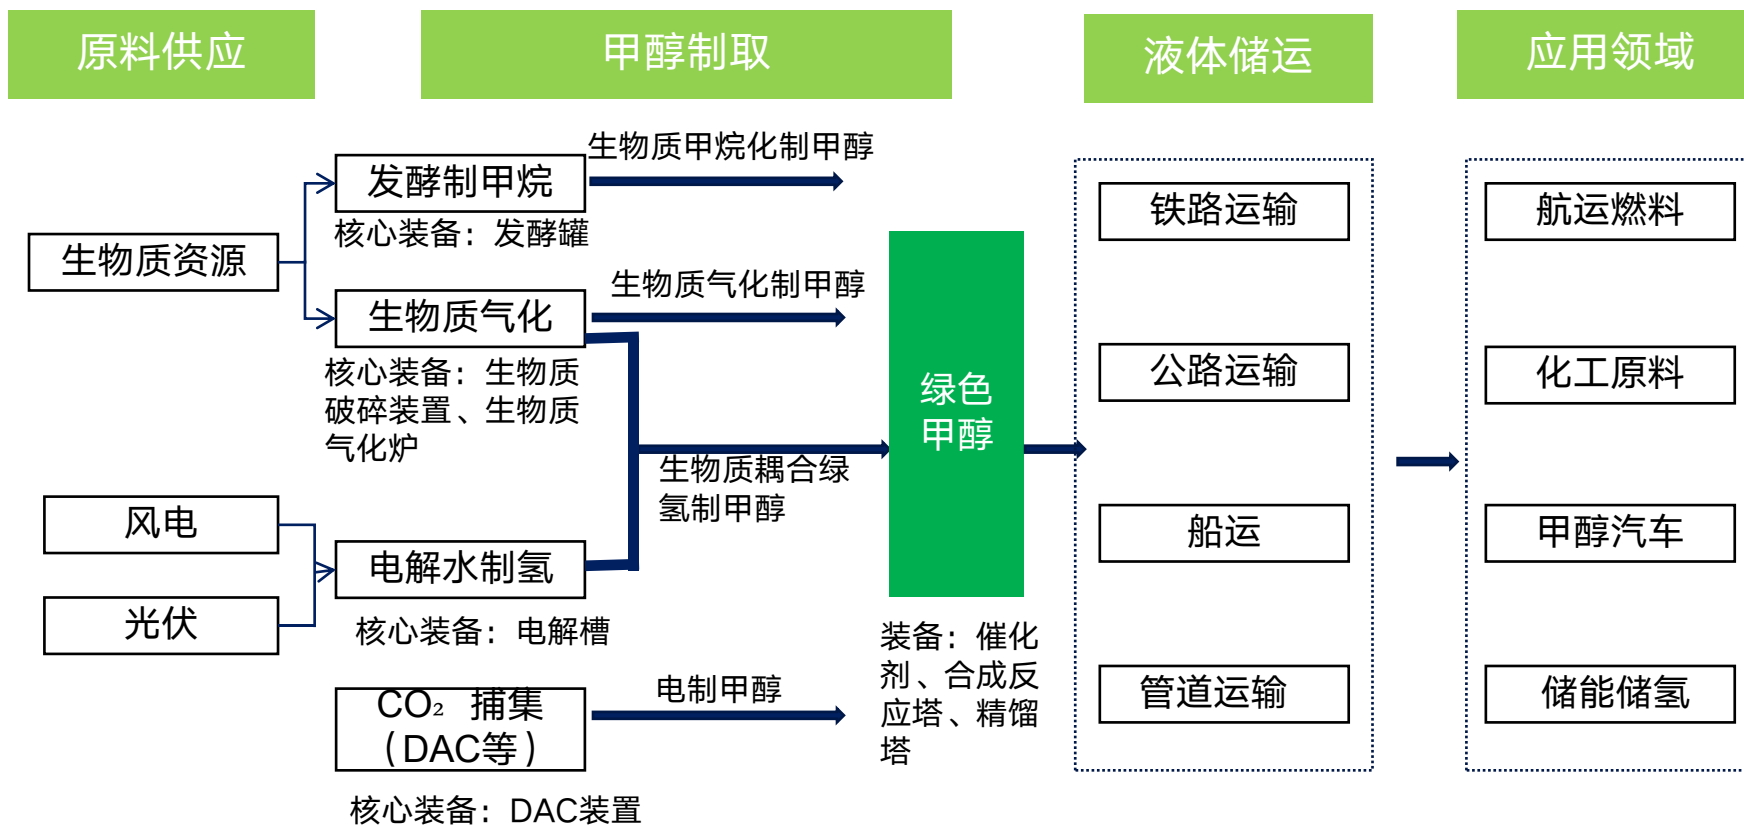 原料供应
甲醇制取
液体储运
应用领域
生物质甲烷化制甲醇
发酵制甲烷
核心装备：发酵罐
生物质资源
生物质气化制甲醇
生物质气化
核心装备：生物质
破碎装置、生物质
气化炉
生物质耦合绿
氢制甲醇
风电
光伏
电解水制氢
核心装备：电解槽
电制甲醇
CO₂ 捕集
（DAC等）
核心装备：DAC装置
绿色
甲醇
装备：催化
剂、合成反
应塔、精馏
塔
铁路运输
公路运输
船运
管道运输
航运燃料
化工原料
甲醇汽车
储能储氢